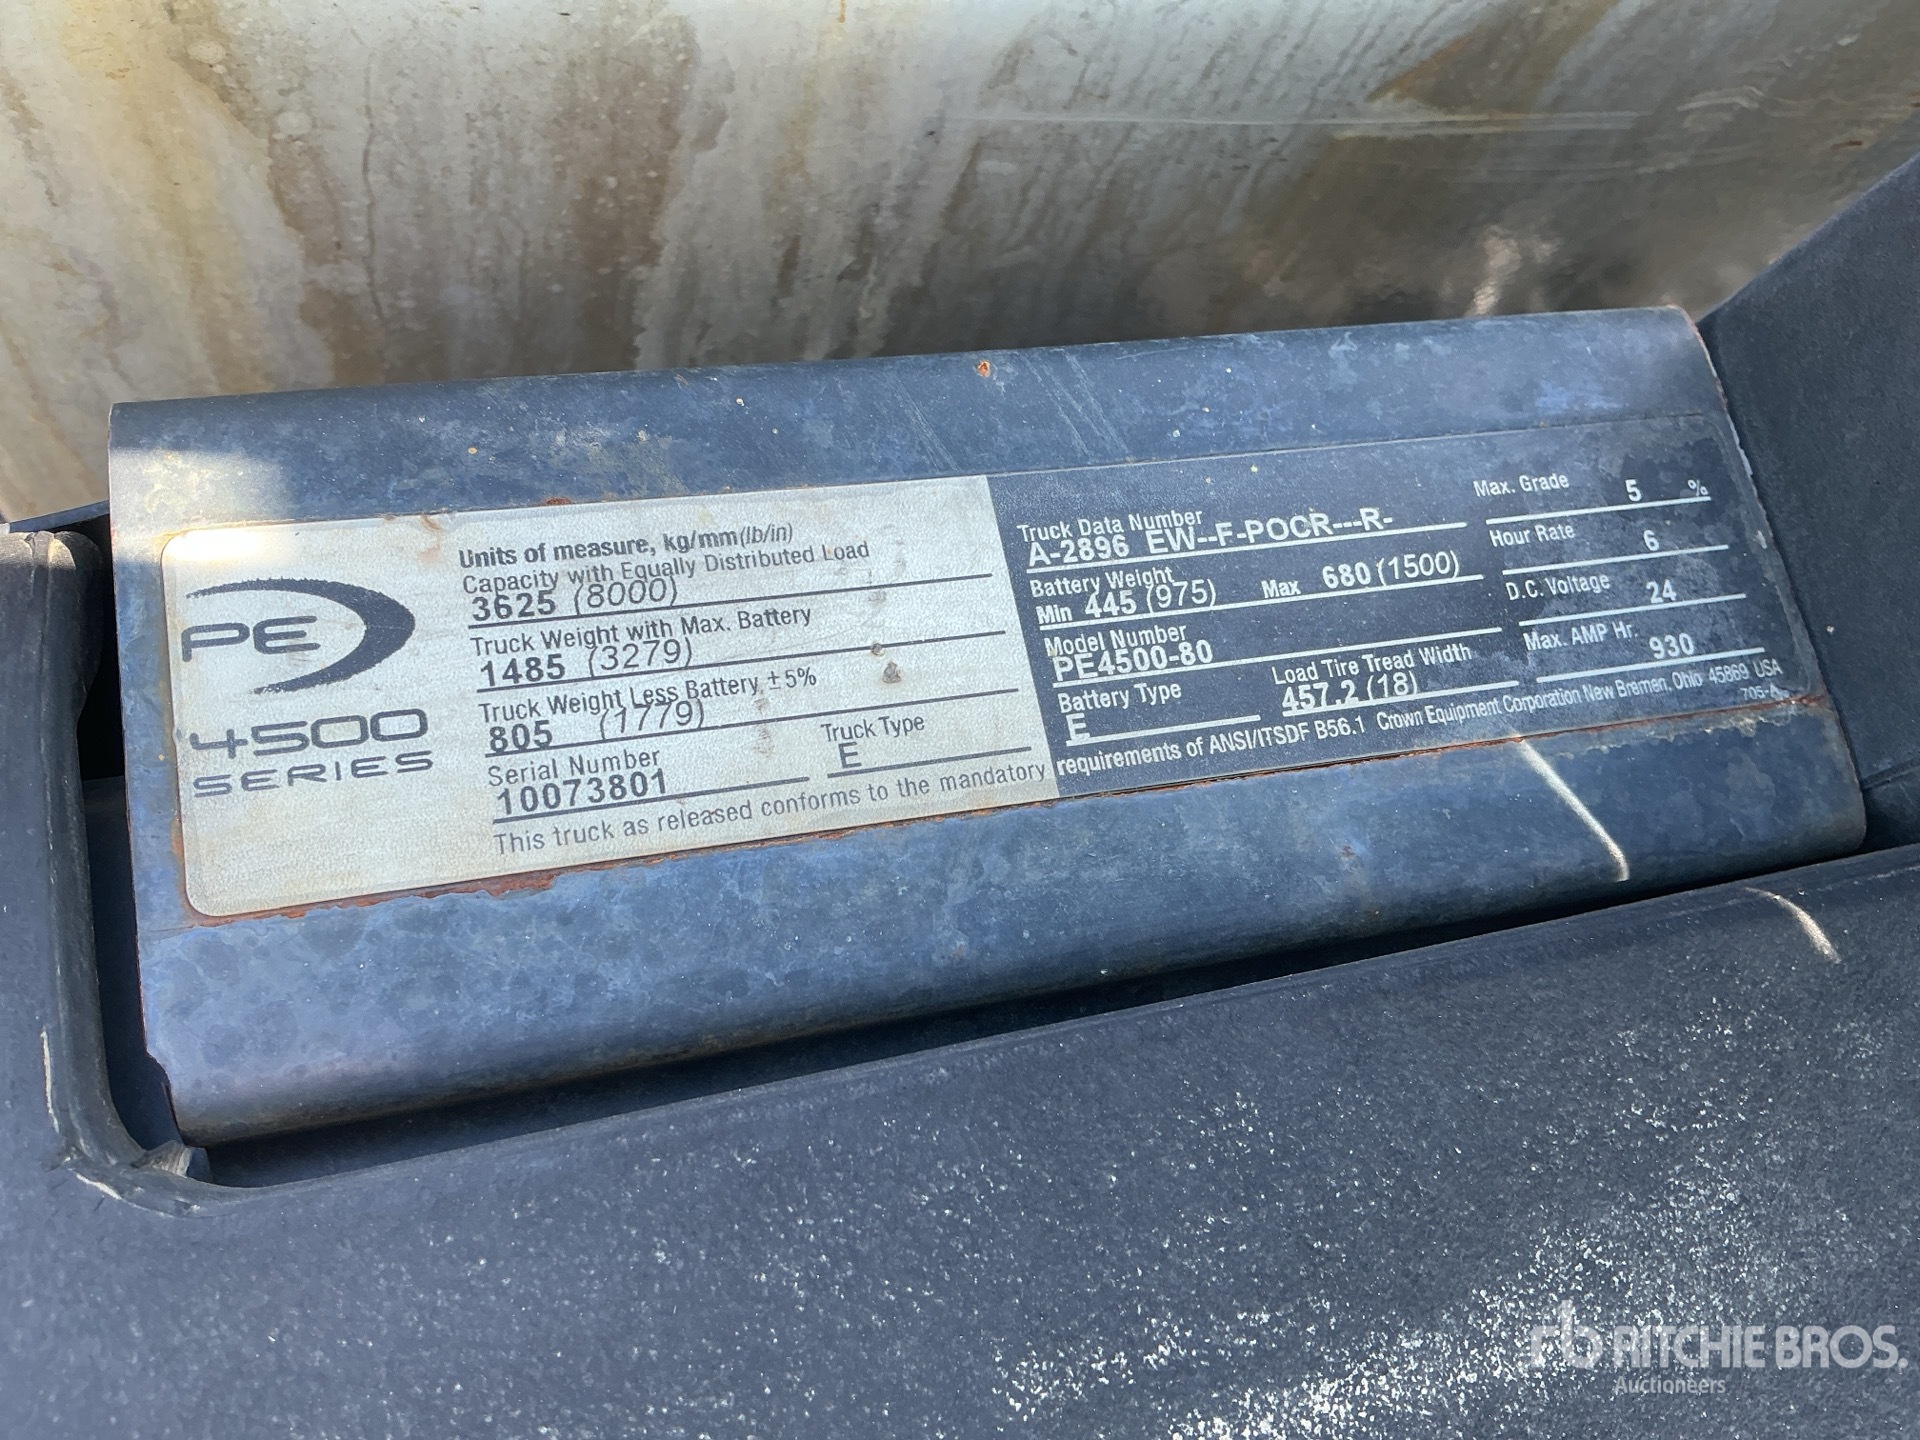 PE
4500
SERIES
Units of measure, kg/mm (lb/in)
Capacity with Equally Distributed Load
3625 (8000)
Truck Weight with Max. Battery
1485 (3279)
Truck Weight Less Battery ±5%
805 (1779)
Serial Number
10073801
Truck Type
E
This truck as released conforms to the mandatory
Truck Data Number
A-2896 EW--F-POCR---R-
Battery Weight
Min 445 (975) Max 680 (1500)
Model Number
PE4500-80
Battery Type
E
Load Tire Tread Width
457.2 (18)
Max. Grade 5 %
Hour Rate 6
D.C. Voltage 24
Max. AMP Hr. 930
requirements of ANSI/ITSDF B56.1 Crown Equipment Corporation New Bremen, Ohio 45869 USA
705-A
rb RITCHIE BROS.
Auctioneers